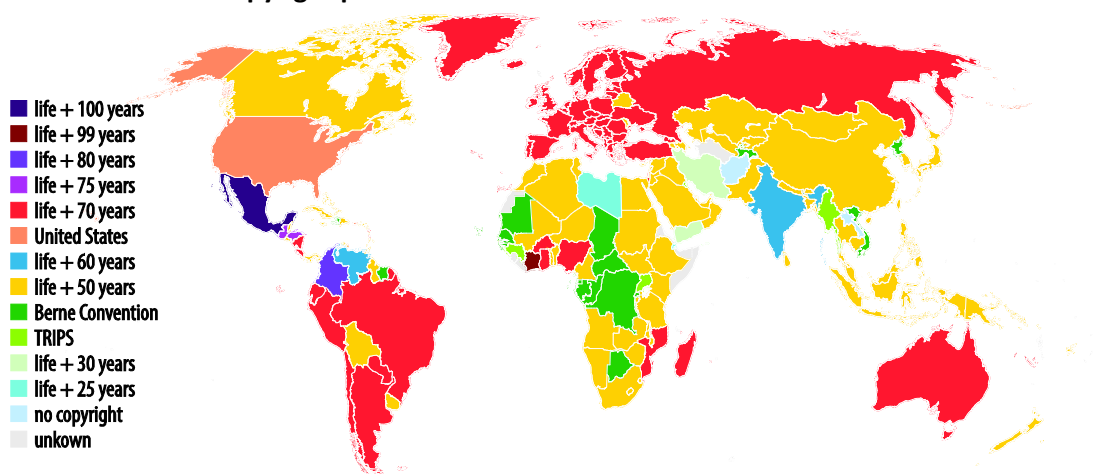 life + 100 years
life + 99 years
life + 80 years
life + 75 years
life + 70 years
United States
life + 60 years
life + 50 years
Berne Convention
TRIPS
life + 30 years
life + 25 years
no copyright
unkown